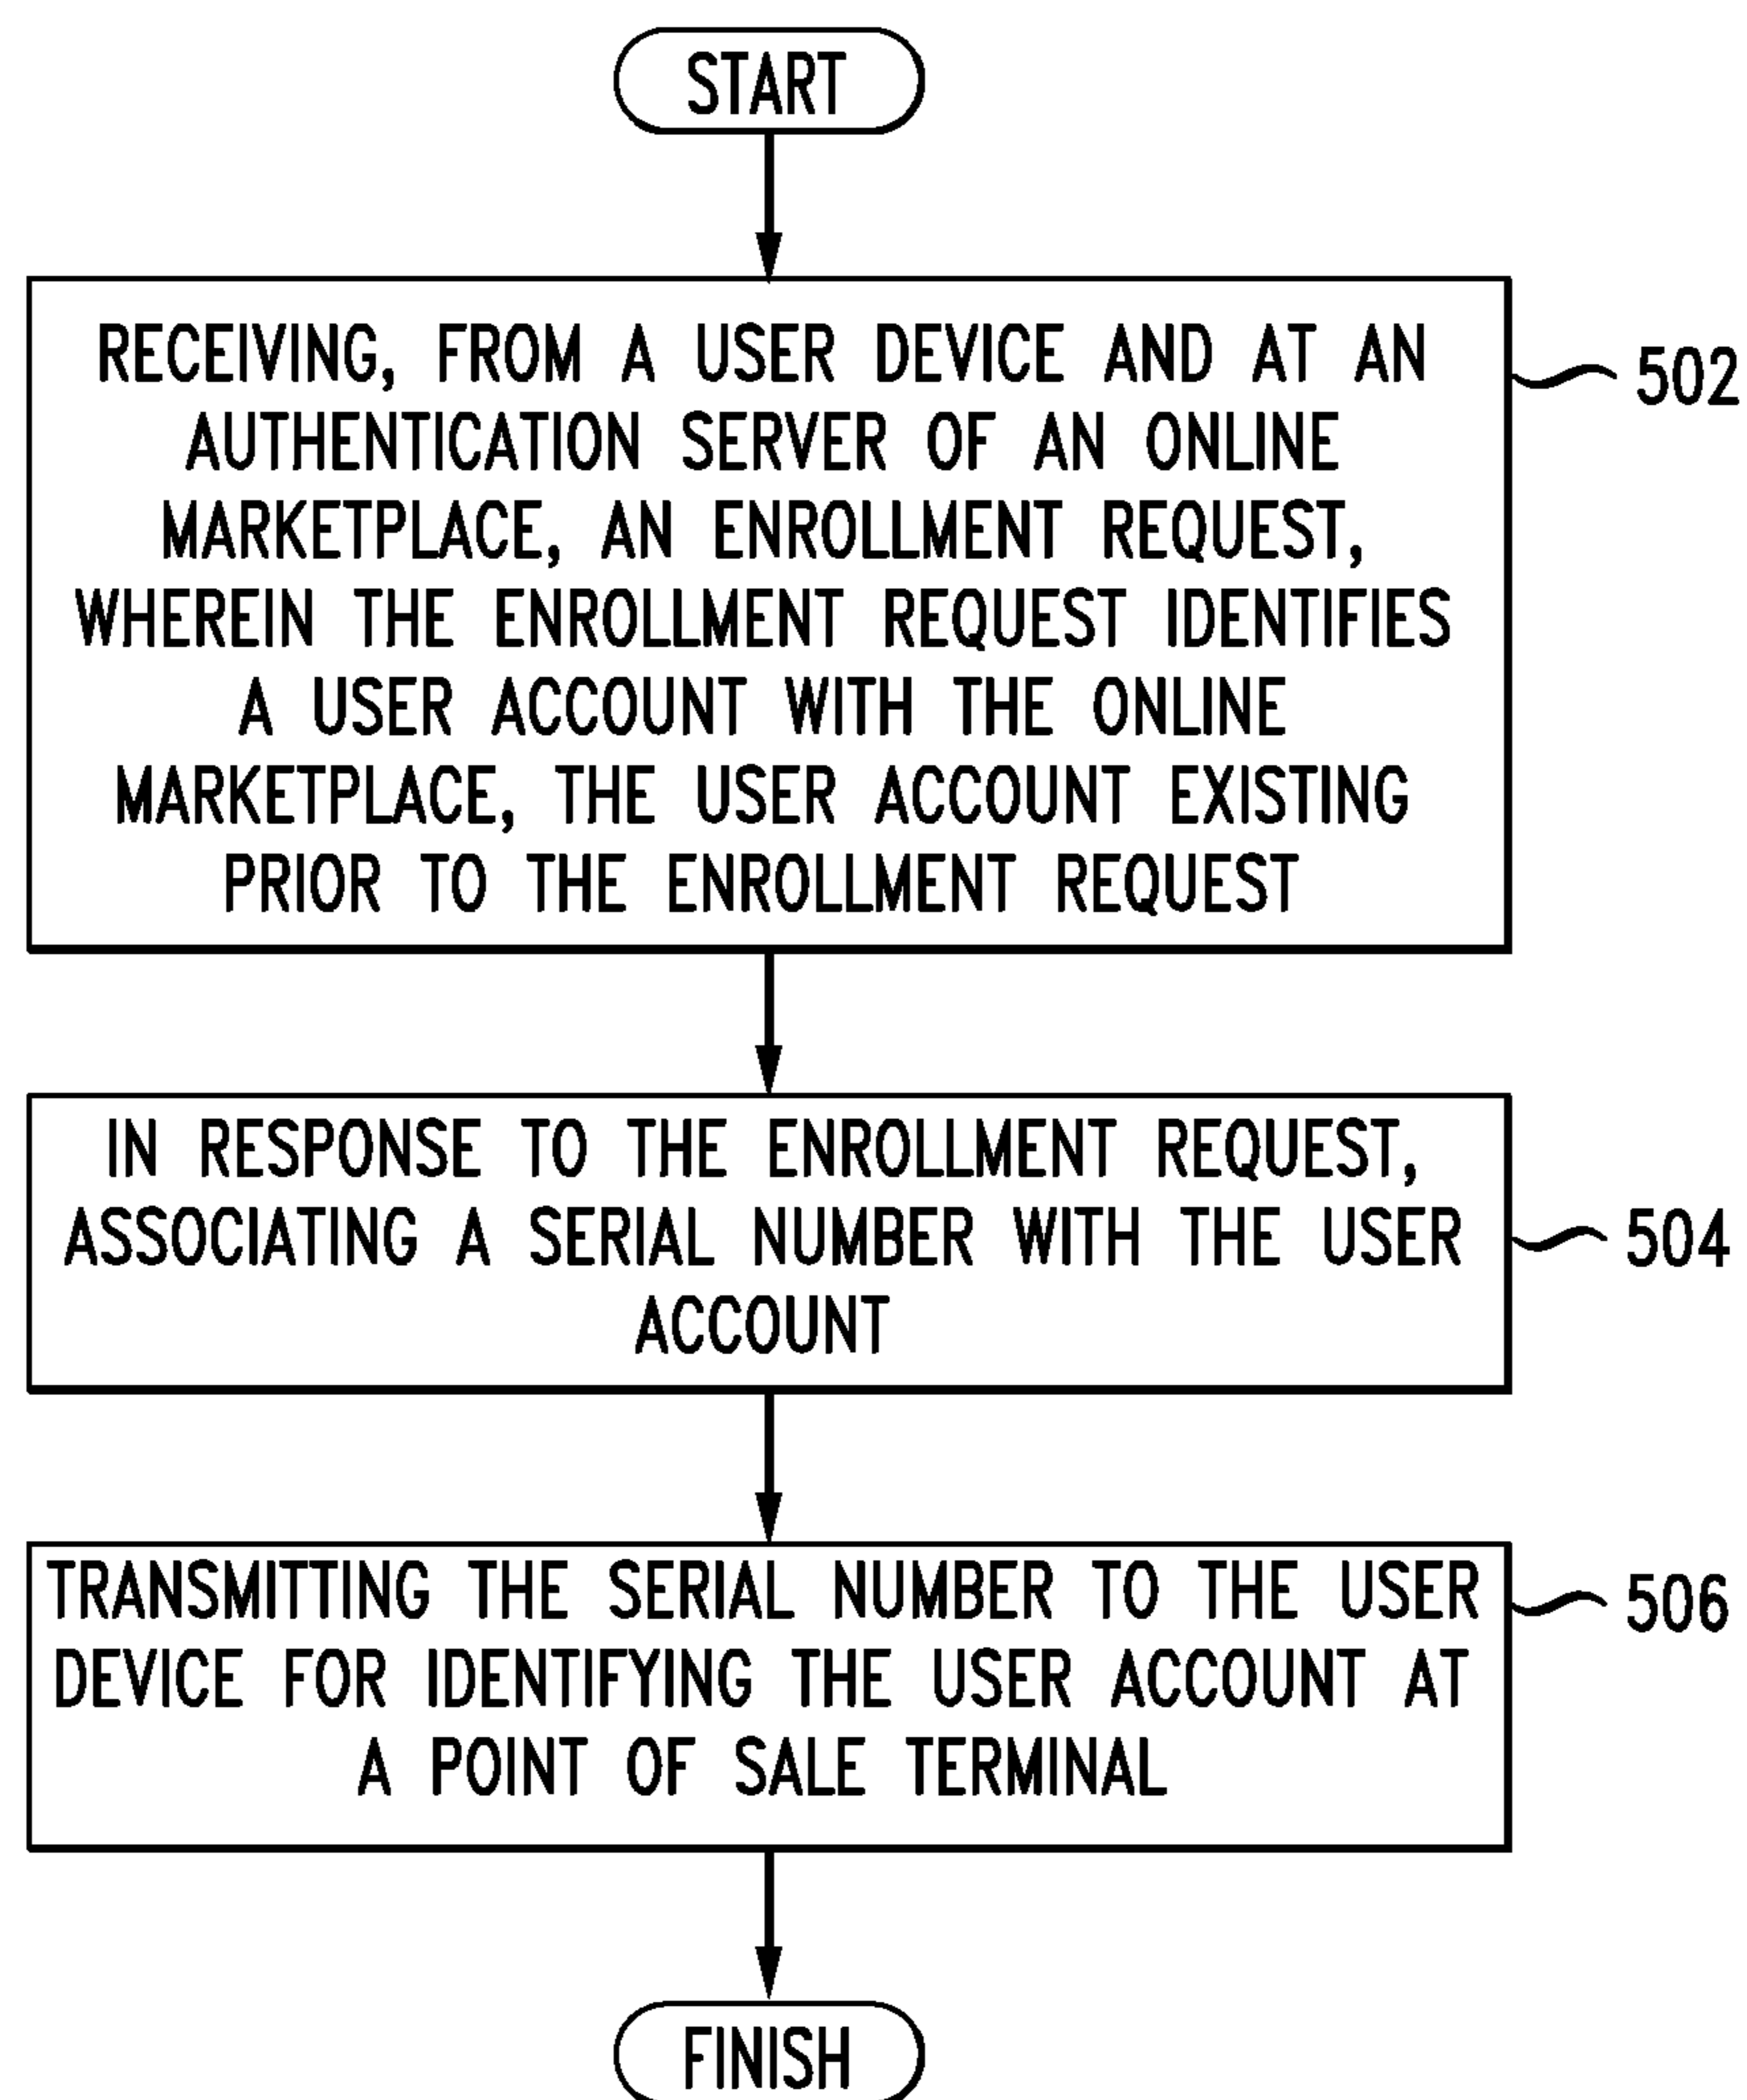 START
RECEIVING, FROM A USER DEVICE AND AT AN
AUTHENTICATION SERVER OF AN ONLINE
MARKETPLACE, AN ENROLLMENT REQUEST,
WHEREIN THE ENROLLMENT REQUEST IDENTIFIES
A USER ACCOUNT WITH THE ONLINE
MARKETPLACE, THE USER ACCOUNT EXISTING
PRIOR TO THE ENROLLMENT REQUEST
502
IN RESPONSE TO THE ENROLLMENT REQUEST,
ASSOCIATING A SERIAL NUMBER WITH THE USER
ACCOUNT
504
TRANSMITTING THE SERIAL NUMBER TO THE USER
DEVICE FOR IDENTIFYING THE USER ACCOUNT AT
A POINT OF SALE TERMINAL
506
FINISH